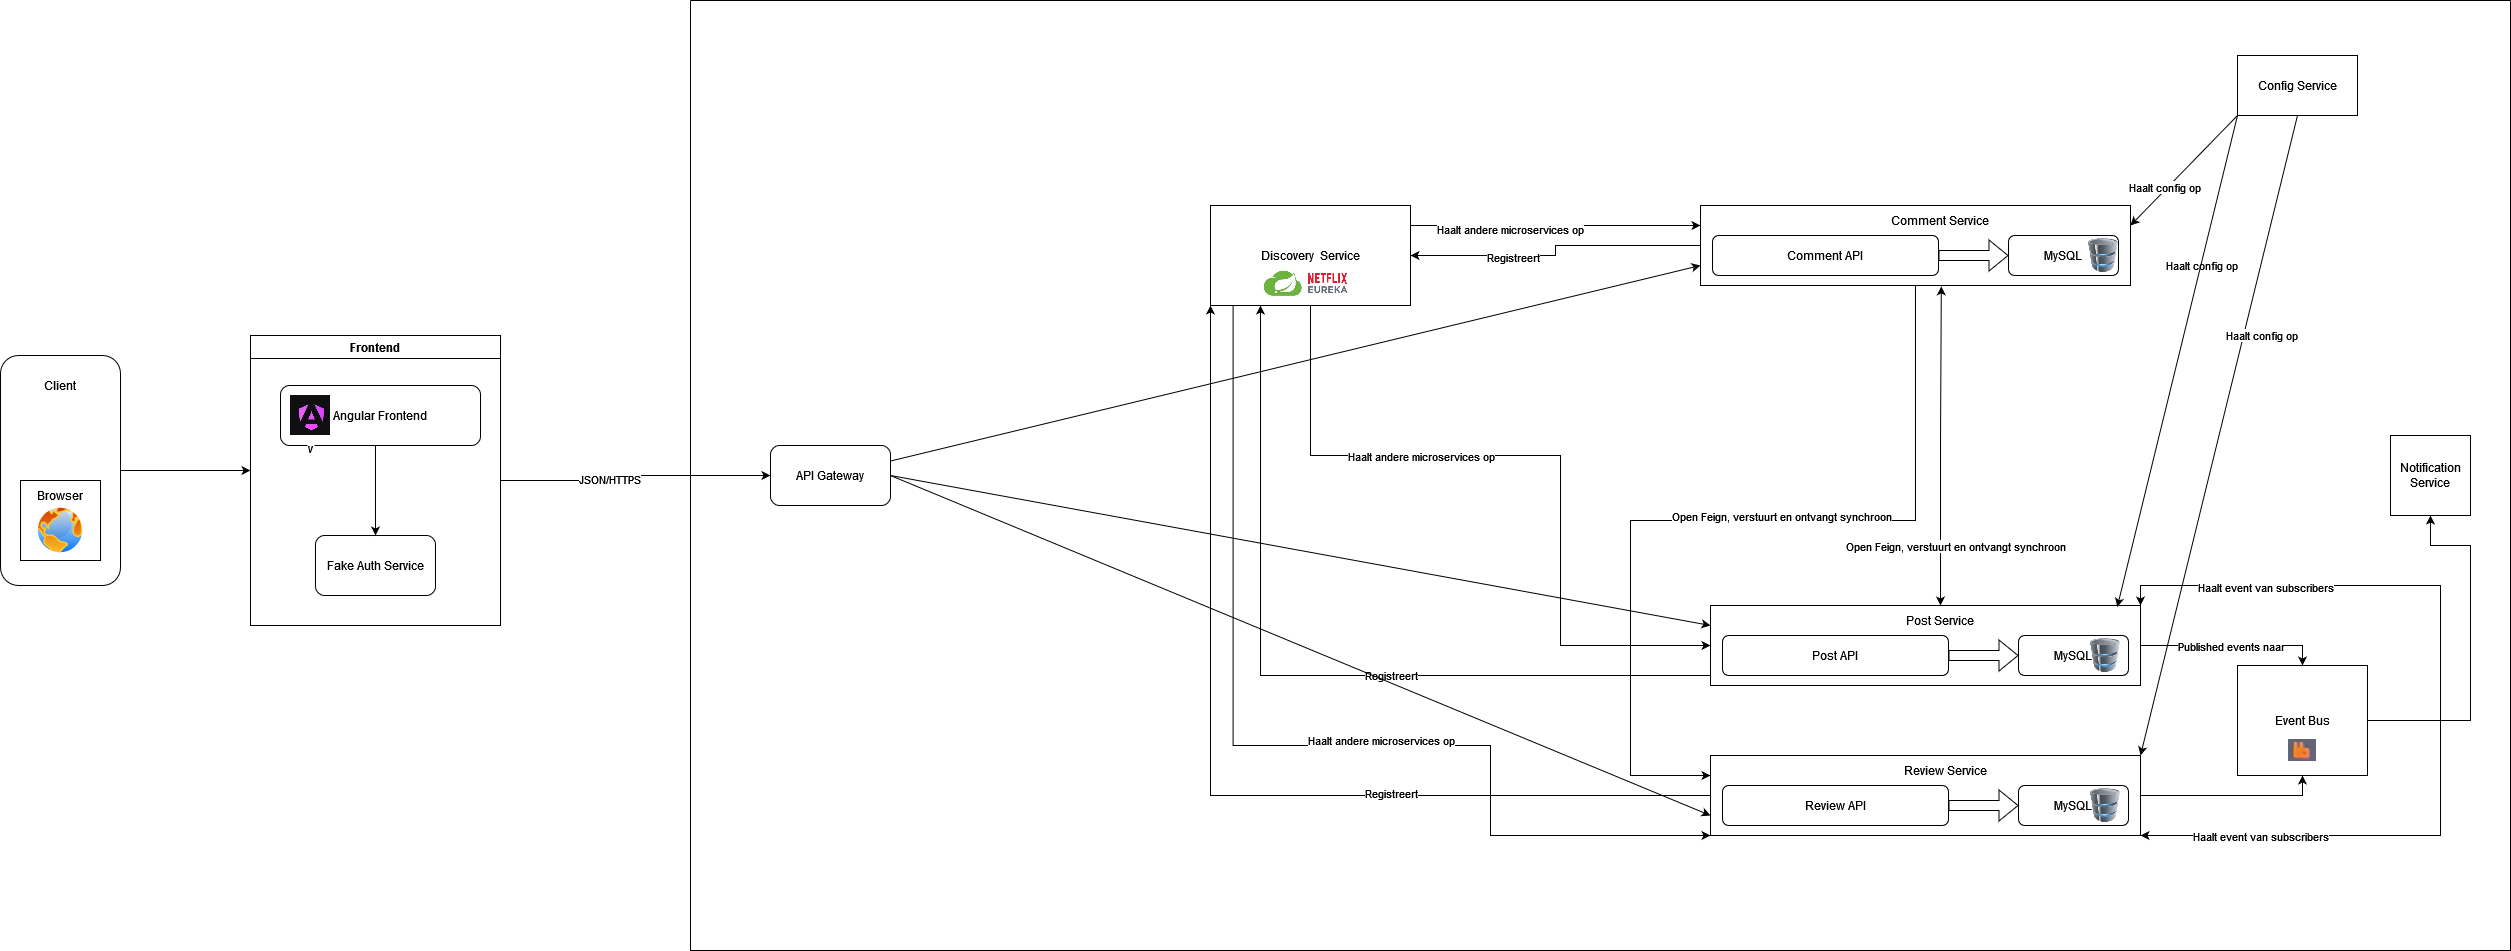 Config Service
Haalt config op
Comment Service
Discovery  Service
NETFLIX
EUREKA
Haalt andere microservices op
Registreert
Comment API
MySQL
Haalt config op
Haalt config op
Frontend
Client
Angular Frontend
v
Browser
Fake Auth Service
JSON/HTTPS
API Gateway
Haalt andere microservices op
Notification
Service
Open Feign, verstuurt en ontvangt synchroon
Open Feign, verstuurt en ontvangt synchroon
Haalt event van subscribers
Post Service
Post API
MySQL
Published events naar
Registreert
Event Bus
Haalt andere microservices op
Review Service
Review API
MySQL
Registreert
Haalt event van subscribers